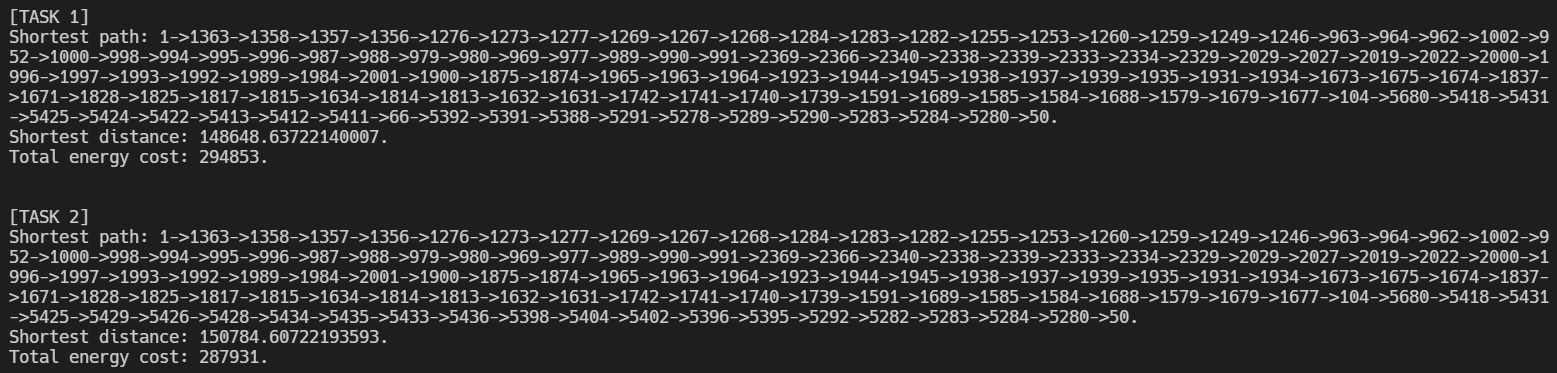 [TASK 1]
Shortest path: 1->1363->1358->1357->1356->1276->1273->1277->1269->1267->1268->1284->1283->1282->1255->1253->1260->1259->1249->1246->963->964->962->1002->9
52->1000->998->994->995->996->987->988->979->980->969->977->989->990->991->2369->2366->2340->2338->2339->2333->2334->2329->2029->2027->2019->2022->2000->1
996->1997->1993->1992->1989->1984->2001->1900->1875->1874->1965->1963->1964->1923->1944->1945->1938->1937->1939->1935->1931->1934->1673->1675->1674->1837-
>1671->1828->1825->1817->1815->1634->1814->1813->1632->1631->1742->1741->1740->1739->1591->1689->1585->1584->1688->1579->1679->1677->104->5680->5418->5431
->5425->5424->5422->5413->5412->5411->66->5392->5391->5388->5291->5278->5289->5290->5283->5284->5280->50.
Shortest distance: 148648.63722140007.
Total energy cost: 294853.
[TASK 2]
Shortest path: 1->1363->1358->1357->1356->1276->1273->1277->1269->1267->1268->1284->1283->1282->1255->1253->1260->1259->1249->1246->963->964->962->1002->9
52->1000->998->994->995->996->987->988->979->980->969->977->989->990->991->2369->2366->2340->2338->2339->2333->2334->2329->2029->2027->2019->2022->2000->1
996->1997->1993->1992->1989->1984->2001->1900->1875->1874->1965->1963->1964->1923->1944->1945->1938->1937->1939->1935->1931->1934->1673->1675->1674->1837-
>1671->1828->1825->1817->1815->1634->1814->1813->1632->1631->1742->1741->1740->1739->1591->1689->1585->1584->1688->1579->1679->1677->104->5680->5418->5431
->5425->5429->5426->5428->5434->5435->5433->5436->5398->5404->5402->5396->5395->5292->5282->5283->5284->5280->50.
Shortest distance: 150784.60722193593.
Total energy cost: 287931.